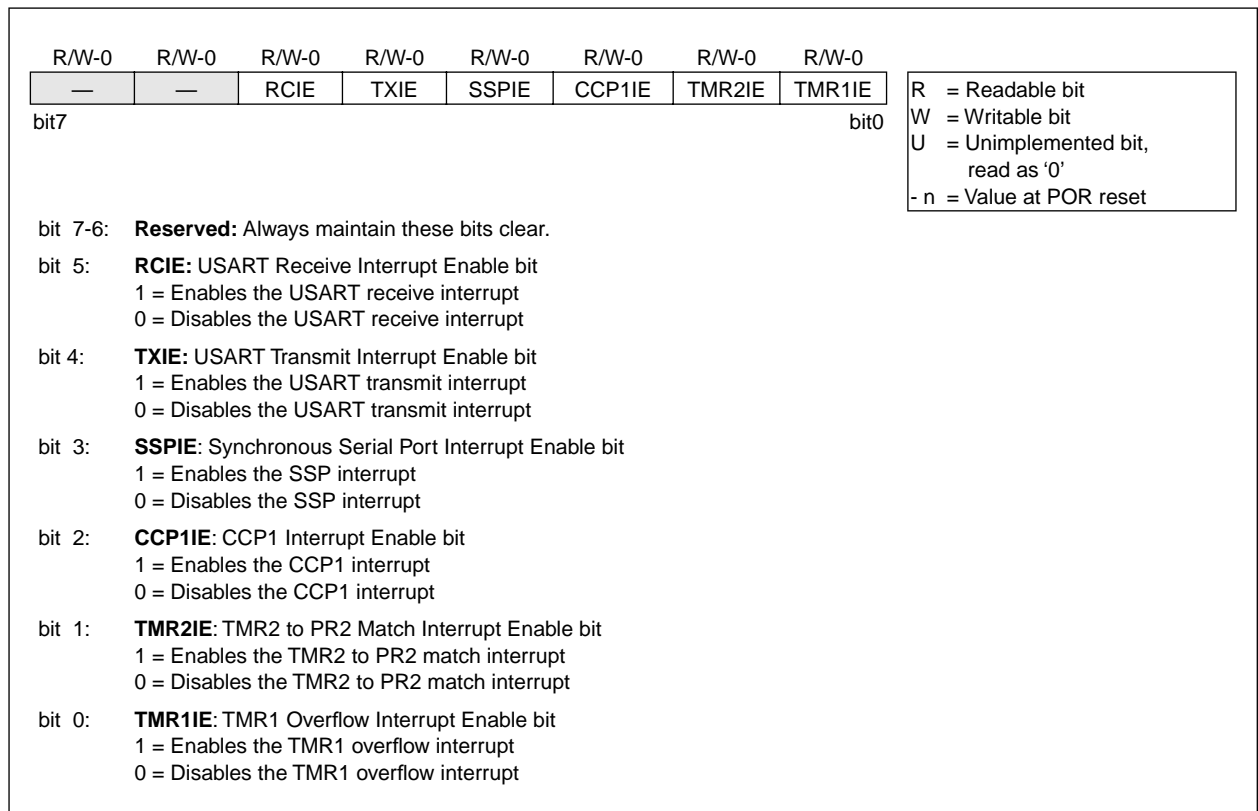 R/W-0 R/W-0 R/W-0 R/W-0 R/W-0 R/W-0 R/W-0 R/W-0
— — RCIE TXIE SSPIE CCP1IE TMR2IE TMR1IE
bit7 bit0
R = Readable bit
W = Writable bit
U = Unimplemented bit,
read as ‘0’
- n = Value at POR reset
bit 7-6: Reserved: Always maintain these bits clear.
bit 5: RCIE: USART Receive Interrupt Enable bit
1 = Enables the USART receive interrupt
0 = Disables the USART receive interrupt
bit 4: TXIE: USART Transmit Interrupt Enable bit
1 = Enables the USART transmit interrupt
0 = Disables the USART transmit interrupt
bit 3: SSPIE: Synchronous Serial Port Interrupt Enable bit
1 = Enables the SSP interrupt
0 = Disables the SSP interrupt
bit 2: CCP1IE: CCP1 Interrupt Enable bit
1 = Enables the CCP1 interrupt
0 = Disables the CCP1 interrupt
bit 1: TMR2IE: TMR2 to PR2 Match Interrupt Enable bit
1 = Enables the TMR2 to PR2 match interrupt
0 = Disables the TMR2 to PR2 match interrupt
bit 0: TMR1IE: TMR1 Overflow Interrupt Enable bit
1 = Enables the TMR1 overflow interrupt
0 = Disables the TMR1 overflow interrupt